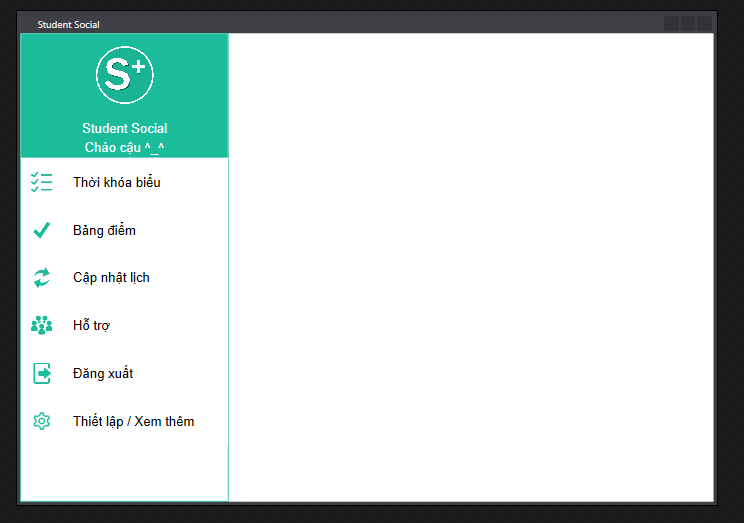 Student Social
S+
Student Social
Chào cậu ^_^
Thời khóa biểu
Bảng điểm
Cập nhật lịch
Hỗ trợ
Đăng xuất
Thiết lập / Xem thêm